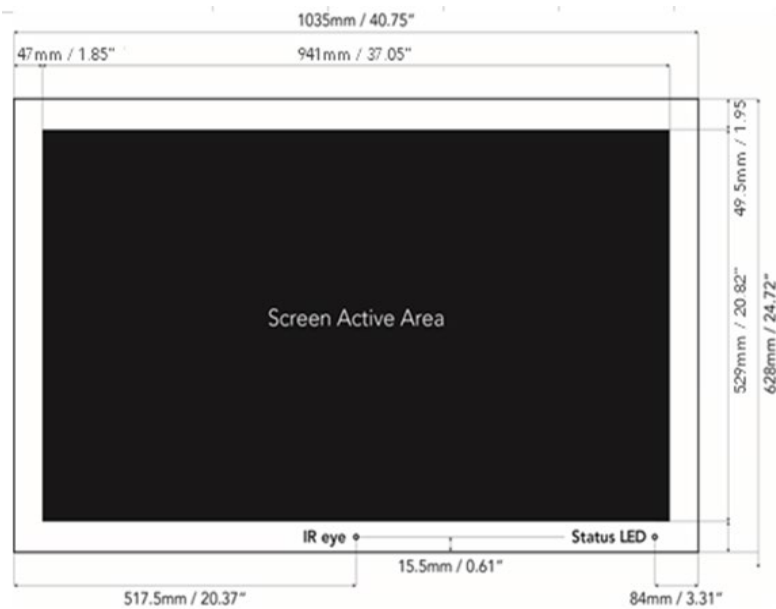 1035mm / 40.75"
47mm / 1.85"
941mm / 37.05"
49.5mm / 1.95
529mm / 20.82"
628mm / 24.72"
Screen Active Area
IR eye
Status LED
15.5mm / 0.61"
517.5mm / 20.37"
84mm / 3.31"